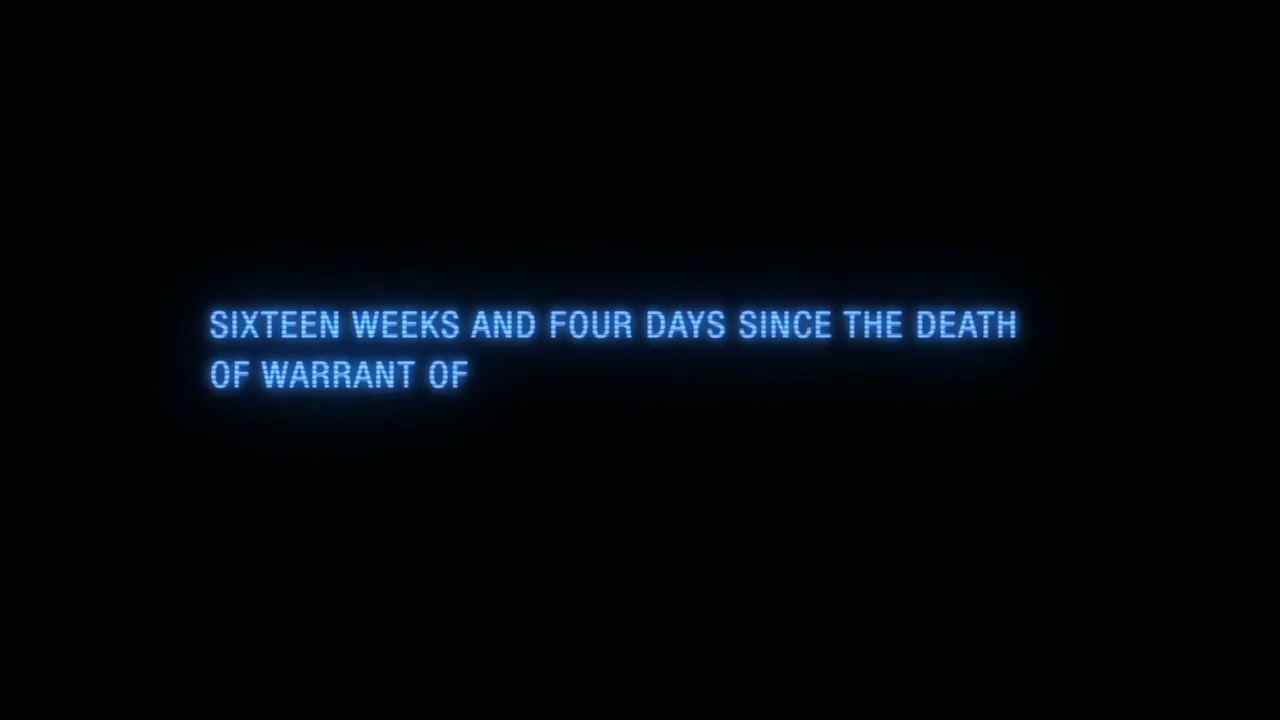 SIXTEEN WEEKS AND FOUR DAYS SINCE THE DEATH
OF WARRANT OF